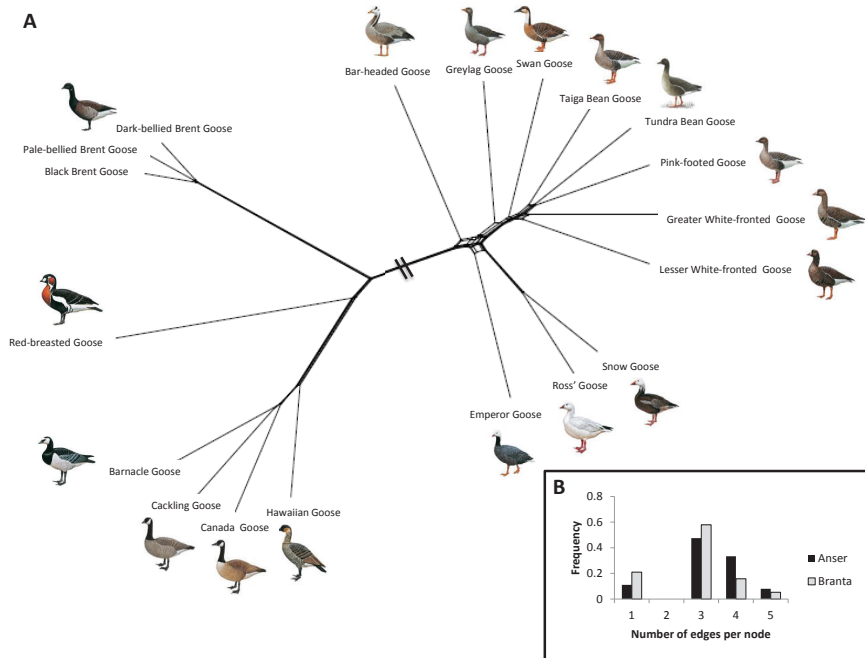 A
Bar-headed Goose
Greylag Goose
Swan Goose
Taiga Bean Goose
Tundra Bean Goose
Pink-footed Goose
Greater White-fronted Goose
Lesser White-fronted Goose
Dark-bellied Brent Goose
Pale-bellied Brent Goose
Black Brent Goose
Red-breasted Goose
Snow Goose
Ross' Goose
Emperor Goose
Barnacle Goose
Cackling Goose
Canada Goose
Hawaiian Goose
B
0.8
0.6
0.4
0.2
0
Frequency
1 2 3 4 5
Number of edges per node
Anser
Branta